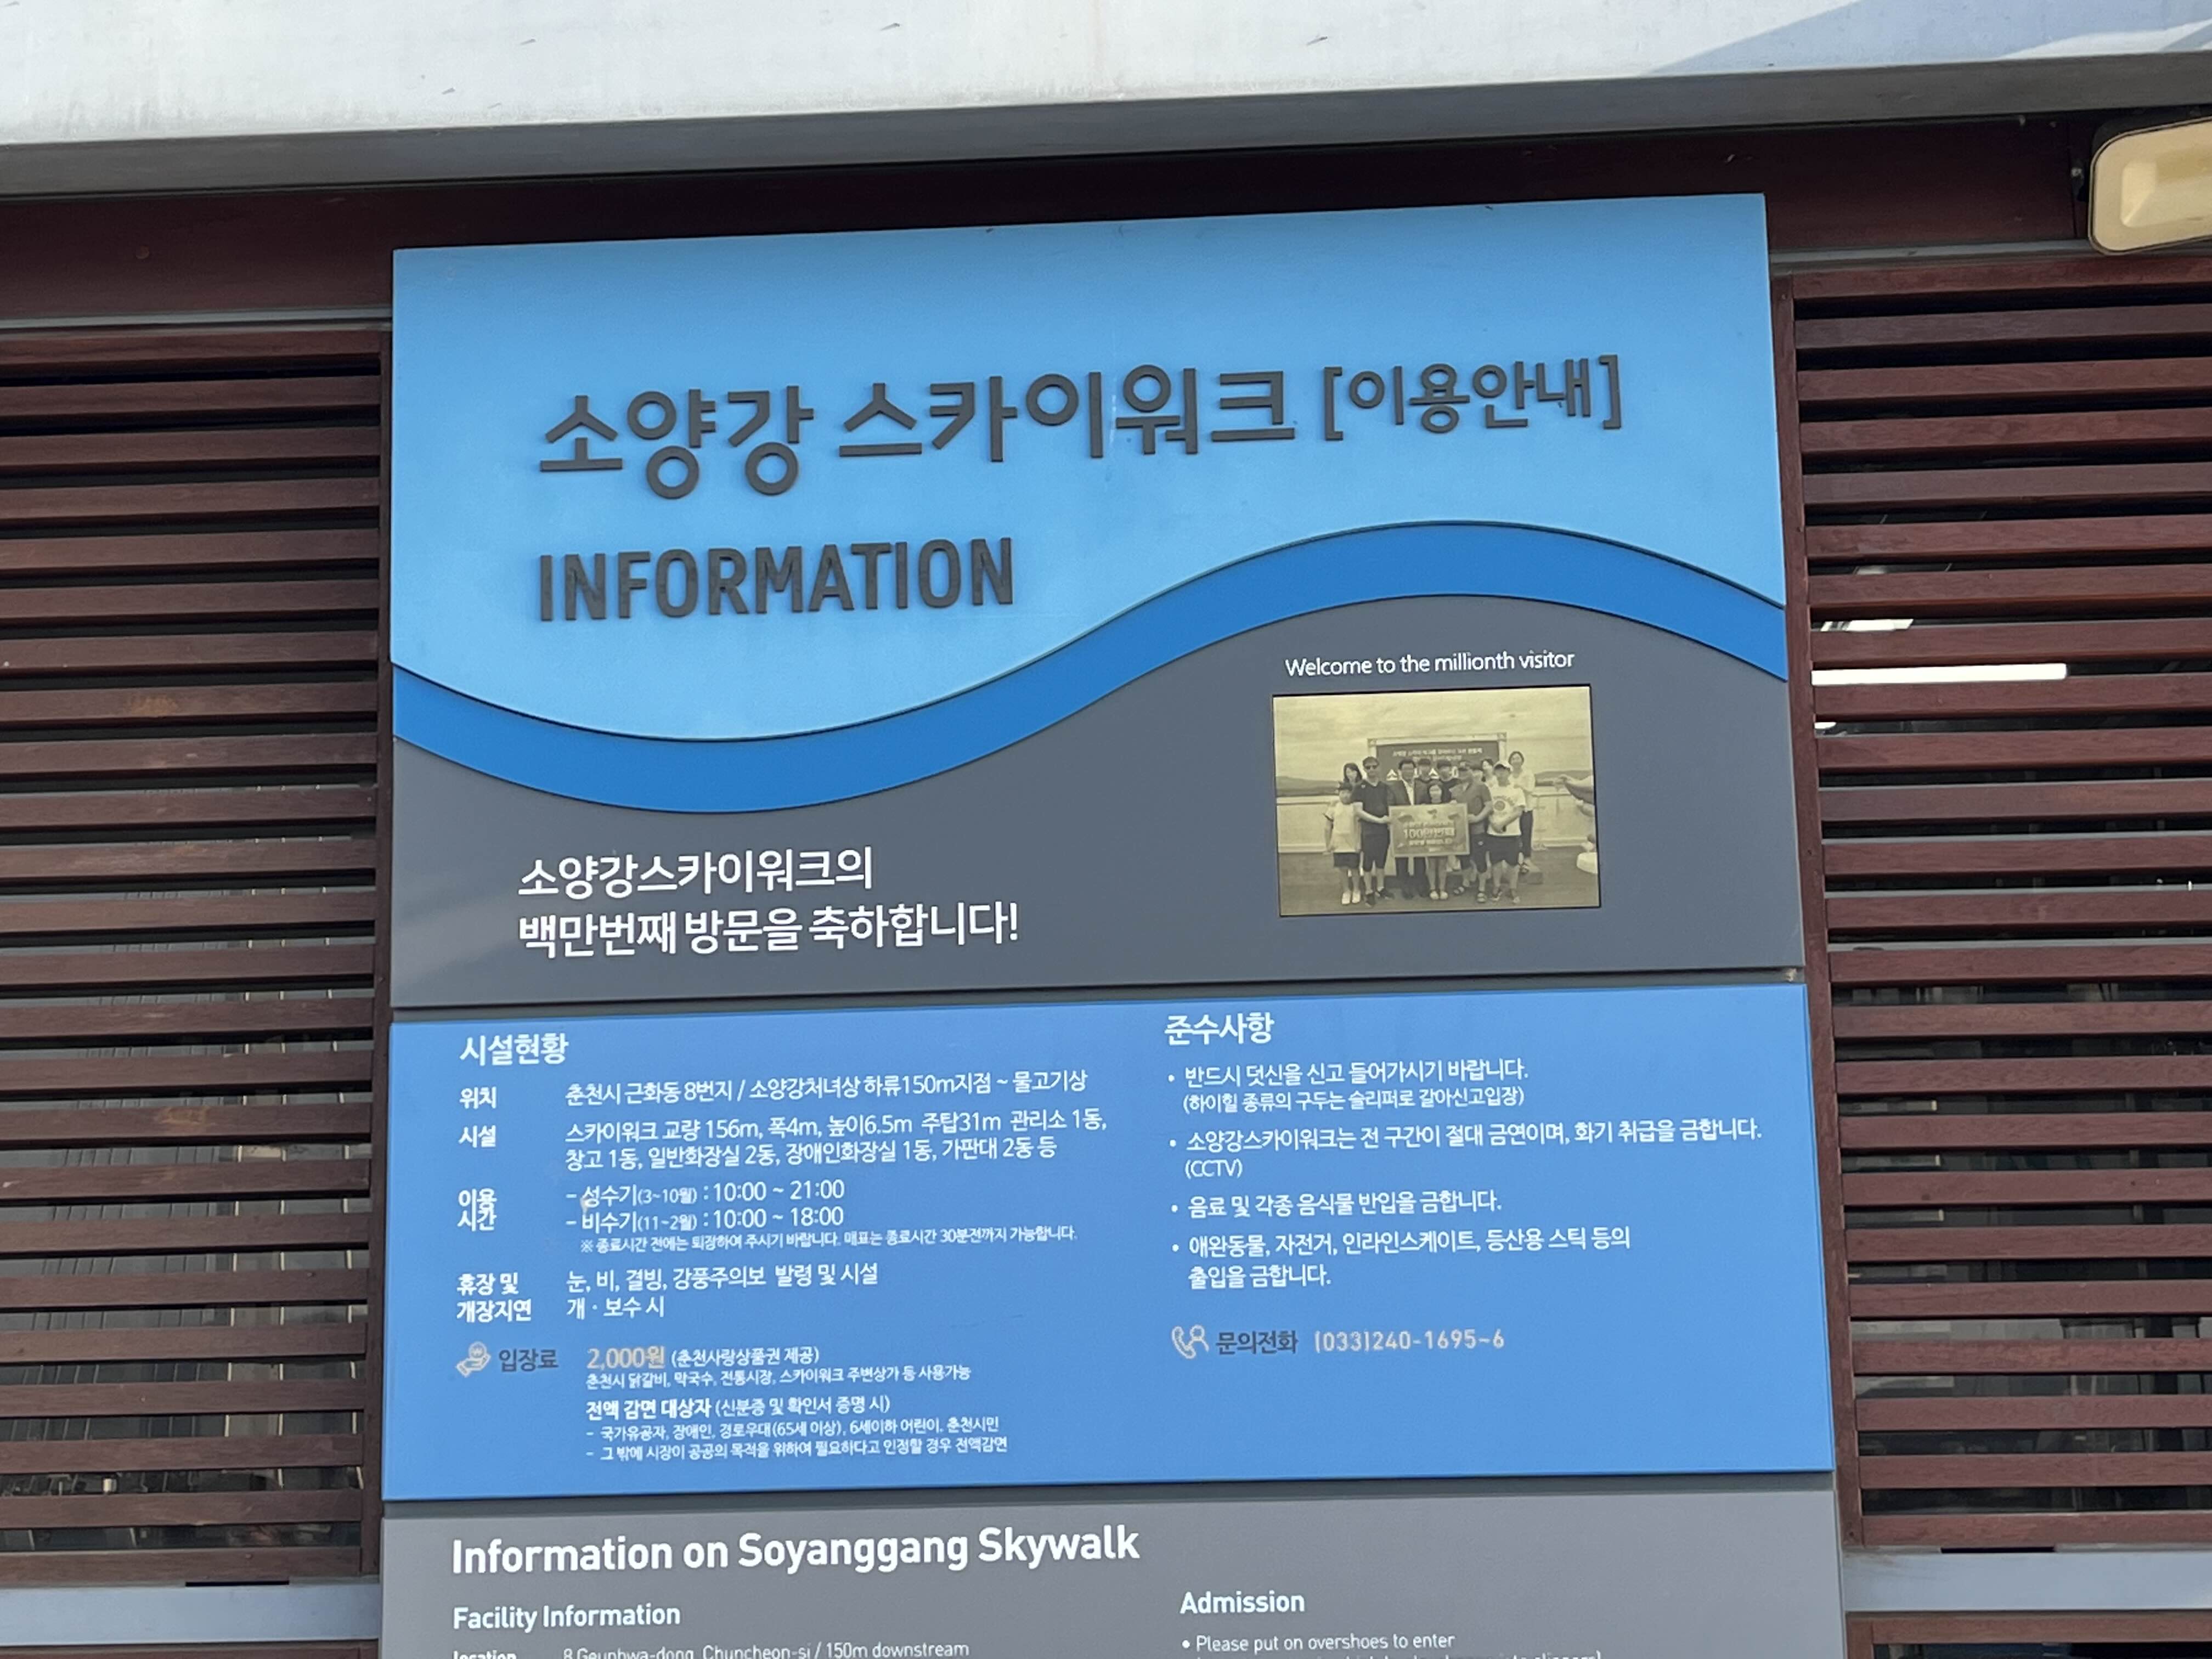 소양강 스카이워크 [이용안내]
INFORMATION
Welcome to the millionth visitor
100만번째
소양강스카이워크의
백만번째 방문을 축하합니다!
시설현황
위치 춘천시 근화동 8번지 / 소양강처녀상 하류150m지점 ~ 물고기상
시설 스카이워크 교량 156m, 폭4m, 높이6.5m 주탑31m 관리소 1동,
창고 1동, 일반화장실 2동, 장애인화장실 1동, 가판대 2동 등
이용
시간
- 성수기(3~10월) : 10:00 ~ 21:00
- 비수기(11~2월) : 10:00 ~ 18:00
※ 종료시간 전에는 퇴장하여 주시기 바랍니다. 매표는 종료시간 30분전까지 가능합니다.
휴장 및 눈, 비, 결빙, 강풍주의보 발령 및 시설
개장지연 개·보수 시
입장료 2,000원 (춘천사랑상품권 제공)
춘천시 닭갈비, 막국수, 전통시장, 스카이워크 주변상가 등 사용가능
전액 감면 대상자 (신분증 및 확인서 증명 시)
- 국가유공자, 장애인, 경로우대(65세 이상), 6세이하 어린이, 춘천시민
- 그 밖에 시장이 공공의 목적을 위하여 필요하다고 인정할 경우 전액감면
준수사항
• 반드시 덧신을 신고 들어가시기 바랍니다.
(하이힐 종류의 구두는 슬리퍼로 갈아신고입장)
• 소양강스카이워크는 전 구간이 절대 금연이며, 화기 취급을 금합니다.
(CCTV)
• 음료 및 각종 음식물 반입을 금합니다.
• 애완동물, 자전거, 인라인스케이트, 등산용 스틱 등의
출입을 금합니다.
문의전화 (033)240-1695~6
Information on Soyanggang Skywalk
Facility Information
location 8 Geunhwa-dong, Chuncheon-si / 150m downstream
Admission
• Please put on overshoes to enter